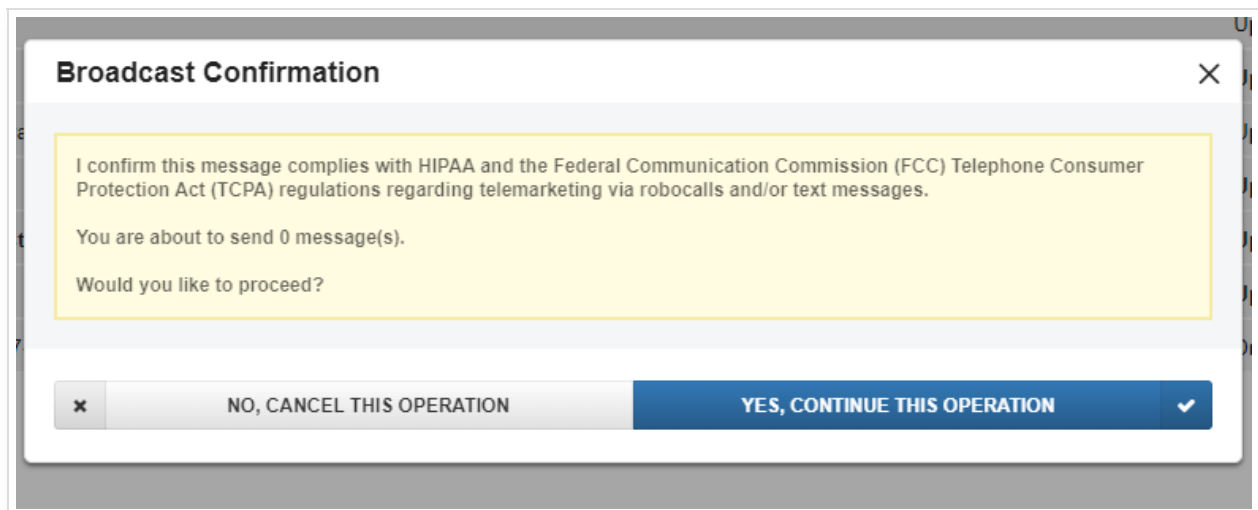 Broadcast Confirmation
I confirm this message complies with HIPAA and the Federal Communication Commission (FCC) Telephone Consumer
Protection Act (TCPA) regulations regarding telemarketing via robocalls and/or text messages.
You are about to send 0 message(s).
Would you like to proceed?
NO, CANCEL THIS OPERATION
YES, CONTINUE THIS OPERATION